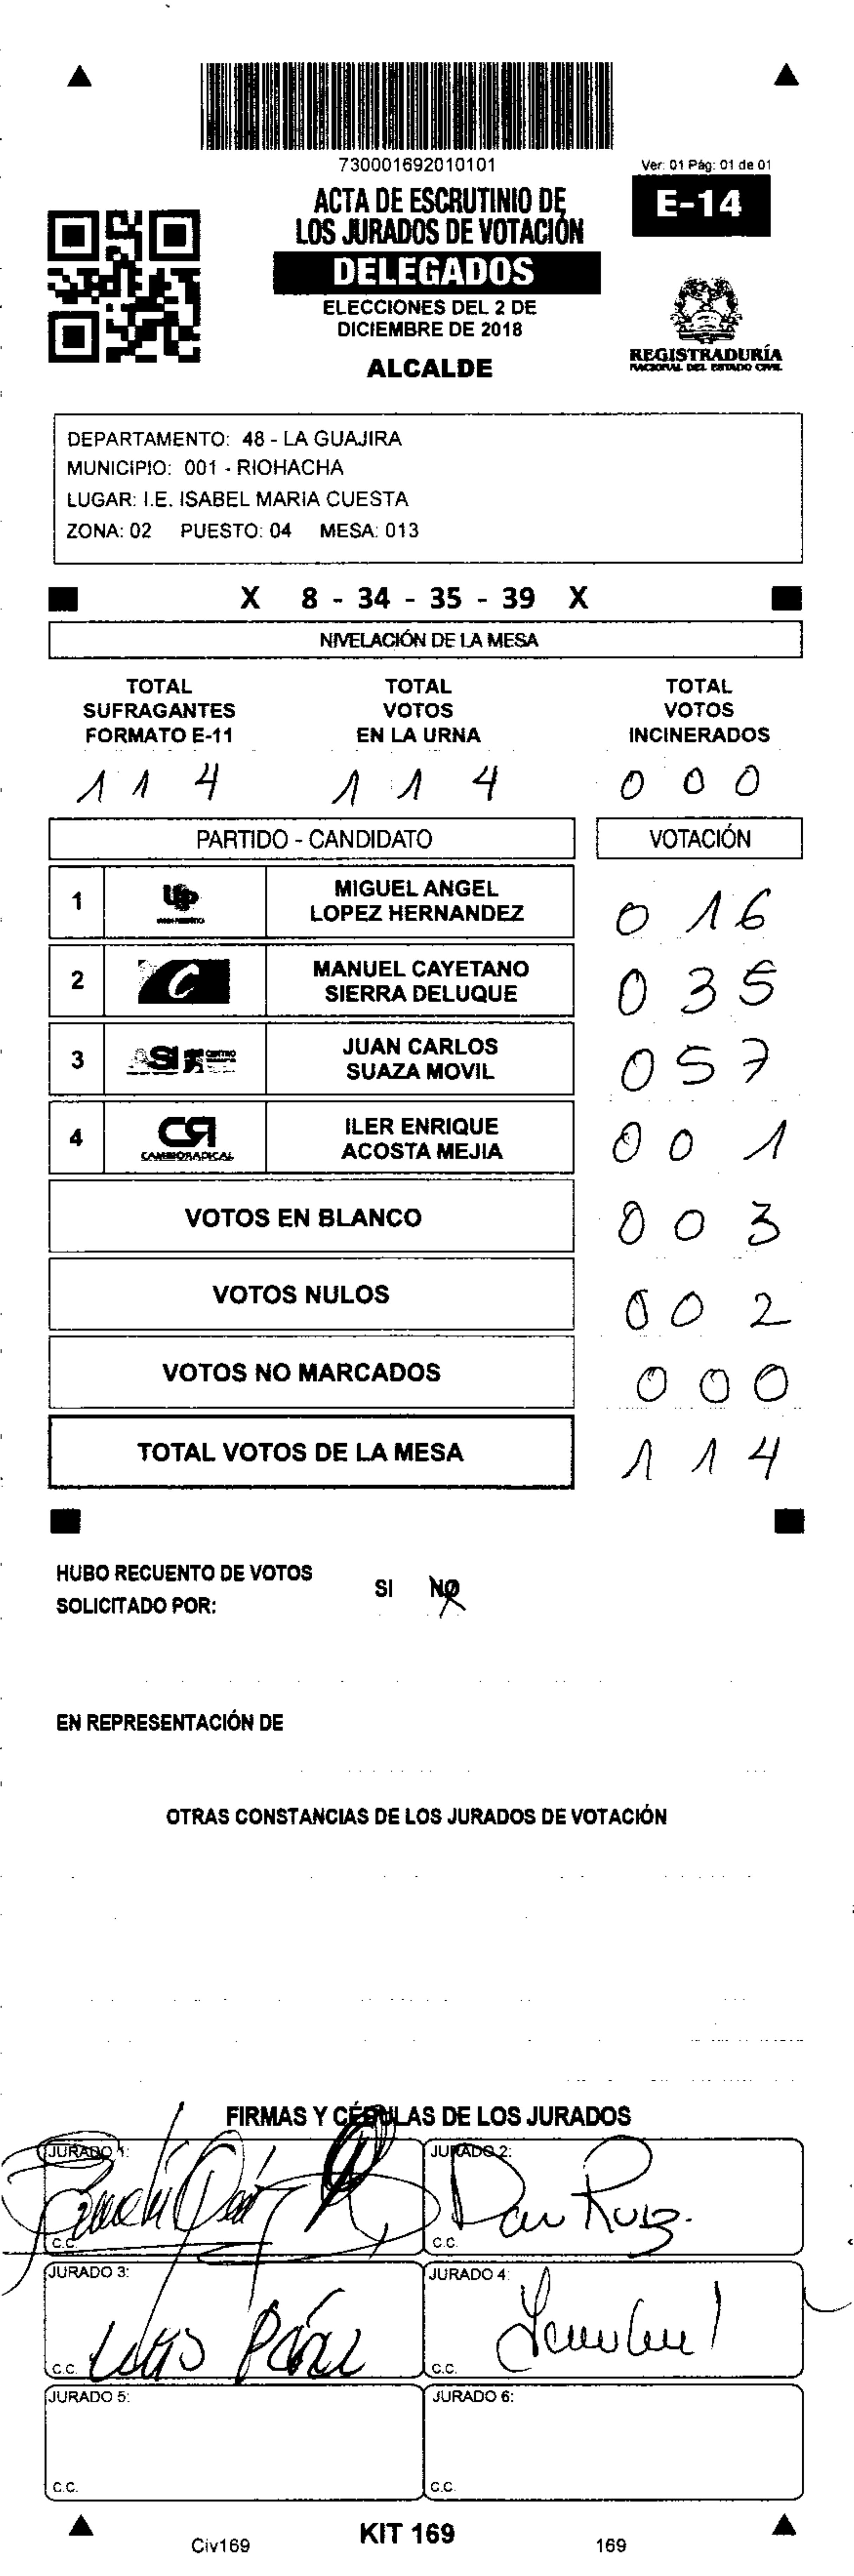 730001692010101
Ver: 01 Pág: 01 de 01
ACTA DE ESCRUTINIO DE
LOS JURADOS DE VOTACIÓN
E-14
DELEGADOS
ELECCIONES DEL 2 DE
DICIEMBRE DE 2018
ALCALDE
REGISTRADURÍA
NACIONAL DEL ESTADO CIVIL
DEPARTAMENTO: 48 - LA GUAJIRA
MUNICIPIO: 001 - RIOHACHA
LUGAR: I.E. ISABEL MARIA CUESTA
ZONA: 02 PUESTO: 04 MESA: 013
X 8 - 34 - 35 - 39 X
NIVELACIÓN DE LA MESA
TOTAL SUFRAGANTES FORMATO E-11
TOTAL VOTOS EN LA URNA
TOTAL VOTOS INCINERADOS
1 1 4 1 1 4 0 0 0
PARTIDO - CANDIDATO VOTACIÓN
1 MIGUEL ANGEL LOPEZ HERNANDEZ 0 1 6
2 C MANUEL CAYETANO SIERRA DELUQUE 0 3 5
3 ASI JUAN CARLOS SUAZA MOVIL 0 5 7
4 CR CAMBIO RADICAL ILER ENRIQUE ACOSTA MEJIA 0 0 1
VOTOS EN BLANCO 0 0 3
VOTOS NULOS 0 0 2
VOTOS NO MARCADOS 0 0 0
TOTAL VOTOS DE LA MESA 1 1 4
HUBO RECUENTO DE VOTOS SI NO X
SOLICITADO POR:
EN REPRESENTACIÓN DE
OTRAS CONSTANCIAS DE LOS JURADOS DE VOTACIÓN
FIRMAS Y CÉDULAS DE LOS JURADOS
JURADO 1:
C.C.
JURADO 2:
Ruiz
C.C.
JURADO 3:
C.C.
JURADO 4:
C.C.
JURADO 5:
C.C.
JURADO 6:
C.C.
Civ169 KIT 169 169